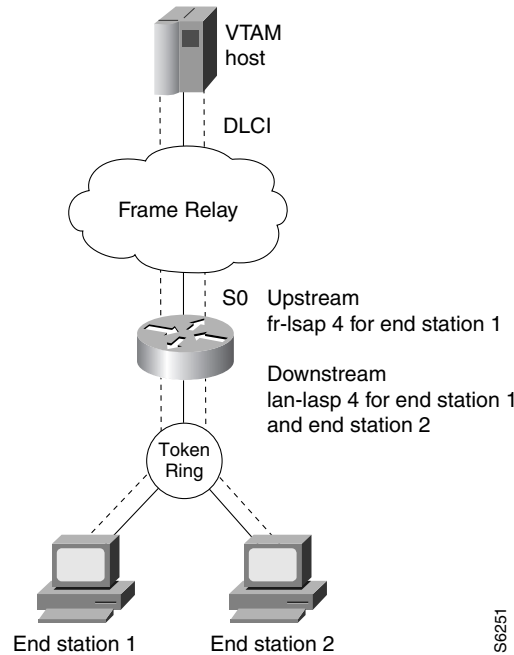 VTAM
host
DLCI
Frame Relay
S0
Upstream
fr-lsap 4 for end station 1
Downstream
lan-lasp 4 for end station 1
and end station 2
Token
Ring
End station 1
End station 2
S6251